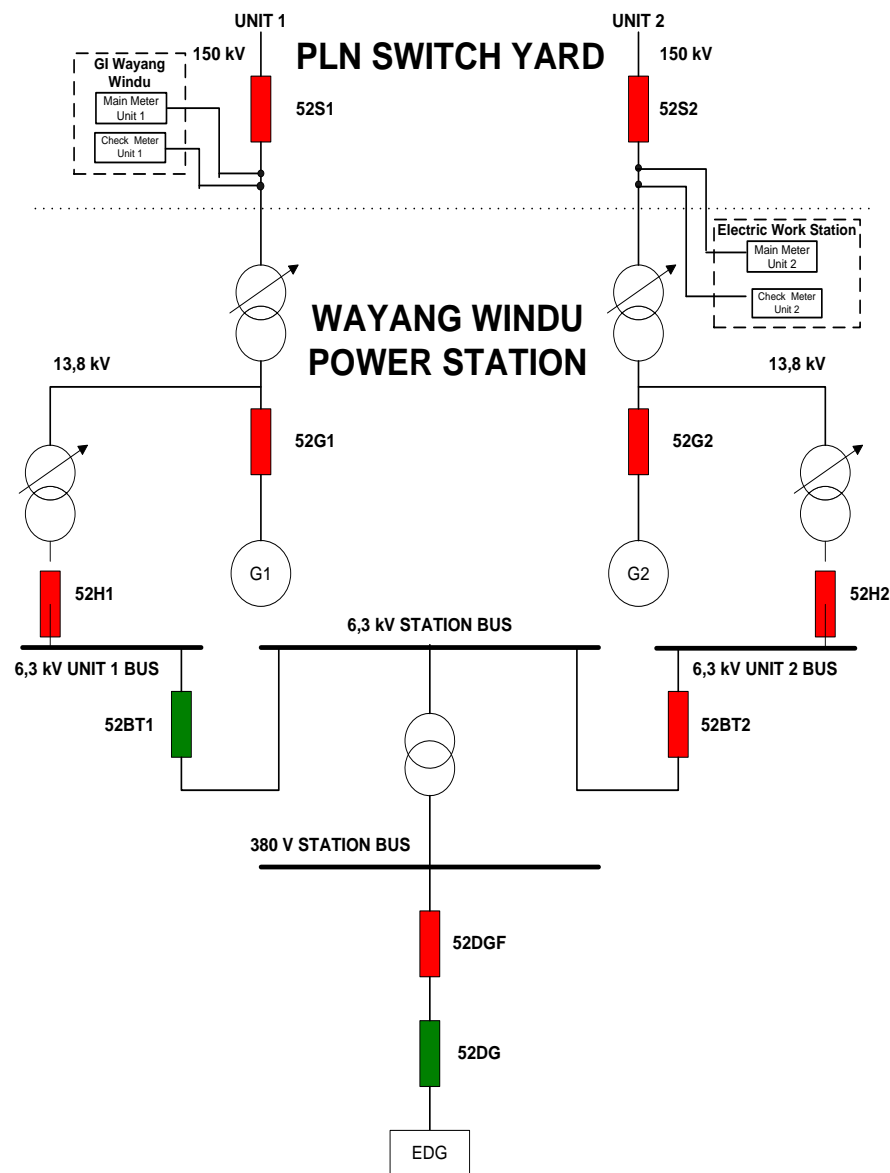 UNIT 1
UNIT 2
150 kV
PLN SWITCH YARD
150 kV
GI Wayang
Windu
Main Meter
Unit 1
Check Meter
Unit 1
52S1
52S2
Electric Work Station
Main Meter
Unit 2
Check Meter
Unit 2
WAYANG WINDU
POWER STATION
13,8 kV
13,8 kV
52G1
52G2
G1
G2
52H1
52H2
6,3 kV STATION BUS
6,3 kV UNIT 1 BUS
6,3 kV UNIT 2 BUS
52BT1
52BT2
380 V STATION BUS
52DGF
52DG
EDG